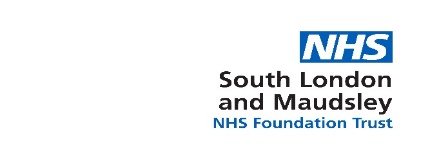 NHS
South London
and Maudsley
NHS Foundation Trust